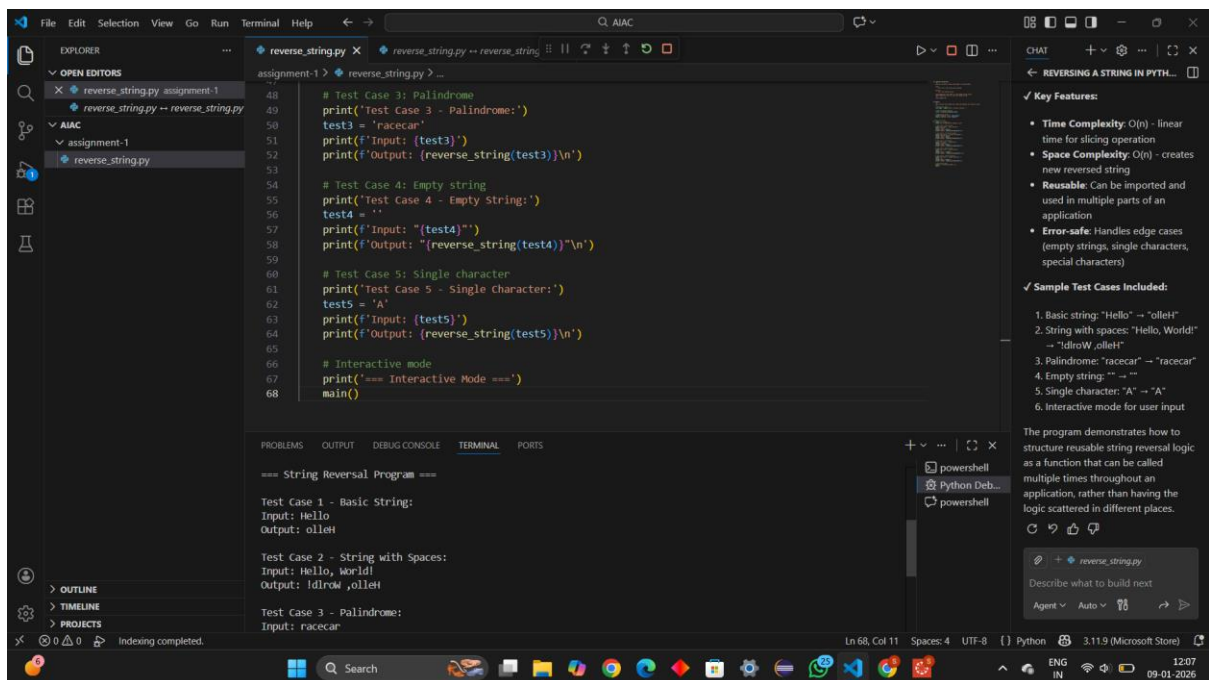 File Edit Selection View Go Run Terminal Help
AIAC
EXPLORER
OPEN EDITORS
reverse_string.py assignment-1
reverse_string.py ↔ reverse_string.py
AIAC
assignment-1
reverse_string.py
OUTLINE
TIMELINE
PROJECTS
reverse_string.py
reverse_string.py ↔ reverse_string
assignment-1 > reverse_string.py > ...
48 # Test Case 3: Palindrome
49 print('Test Case 3 - Palindrome:')
50 test3 = 'racecar'
51 print(f'Input: {test3}')
52 print(f'Output: {reverse_string(test3)}\n')
53
54 # Test Case 4: Empty string
55 print('Test Case 4 - Empty String:')
56 test4 = ''
57 print(f'Input: "{test4}"')
58 print(f'Output: "{reverse_string(test4)}"\n')
59
60 # Test Case 5: Single character
61 print('Test Case 5 - Single Character:')
62 test5 = 'A'
63 print(f'Input: {test5}')
64 print(f'Output: {reverse_string(test5)}\n')
65
66 # Interactive mode
67 print('=== Interactive Mode ===')
68 main()
PROBLEMS OUTPUT DEBUG CONSOLE TERMINAL PORTS
=== String Reversal Program ===
Test Case 1 - Basic String:
Input: Hello
Output: olleH
Test Case 2 - String with Spaces:
Input: Hello, World!
Output: !dlroW ,olleH
Test Case 3 - Palindrome:
Input: racecar
powershell
Python Deb...
powershell
CHAT
REVERSING A STRING IN PYTH...
✓ Key Features:
• Time Complexity: O(n) - linear
time for slicing operation
• Space Complexity: O(n) - creates
new reversed string
• Reusable: Can be imported and
used in multiple parts of an
application
• Error-safe: Handles edge cases
(empty strings, single characters,
special characters)
✓ Sample Test Cases Included:
1. Basic string: "Hello" → "olleH"
2. String with spaces: "Hello, World!"
→ "!dlroW ,olleH"
3. Palindrome: "racecar" → "racecar"
4. Empty string: "" → ""
5. Single character: "A" → "A"
6. Interactive mode for user input
The program demonstrates how to
structure reusable string reversal logic
as a function that can be called
multiple times throughout an
application, rather than having the
logic scattered in different places.
reverse_string.py
Describe what to build next
Agent Auto
0 0 Indexing completed.
Ln 68, Col 11 Spaces: 4 UTF-8 {} Python 3.11.9 (Microsoft Store)
6 Search 25 ENG
IN 12:07
09-01-2026